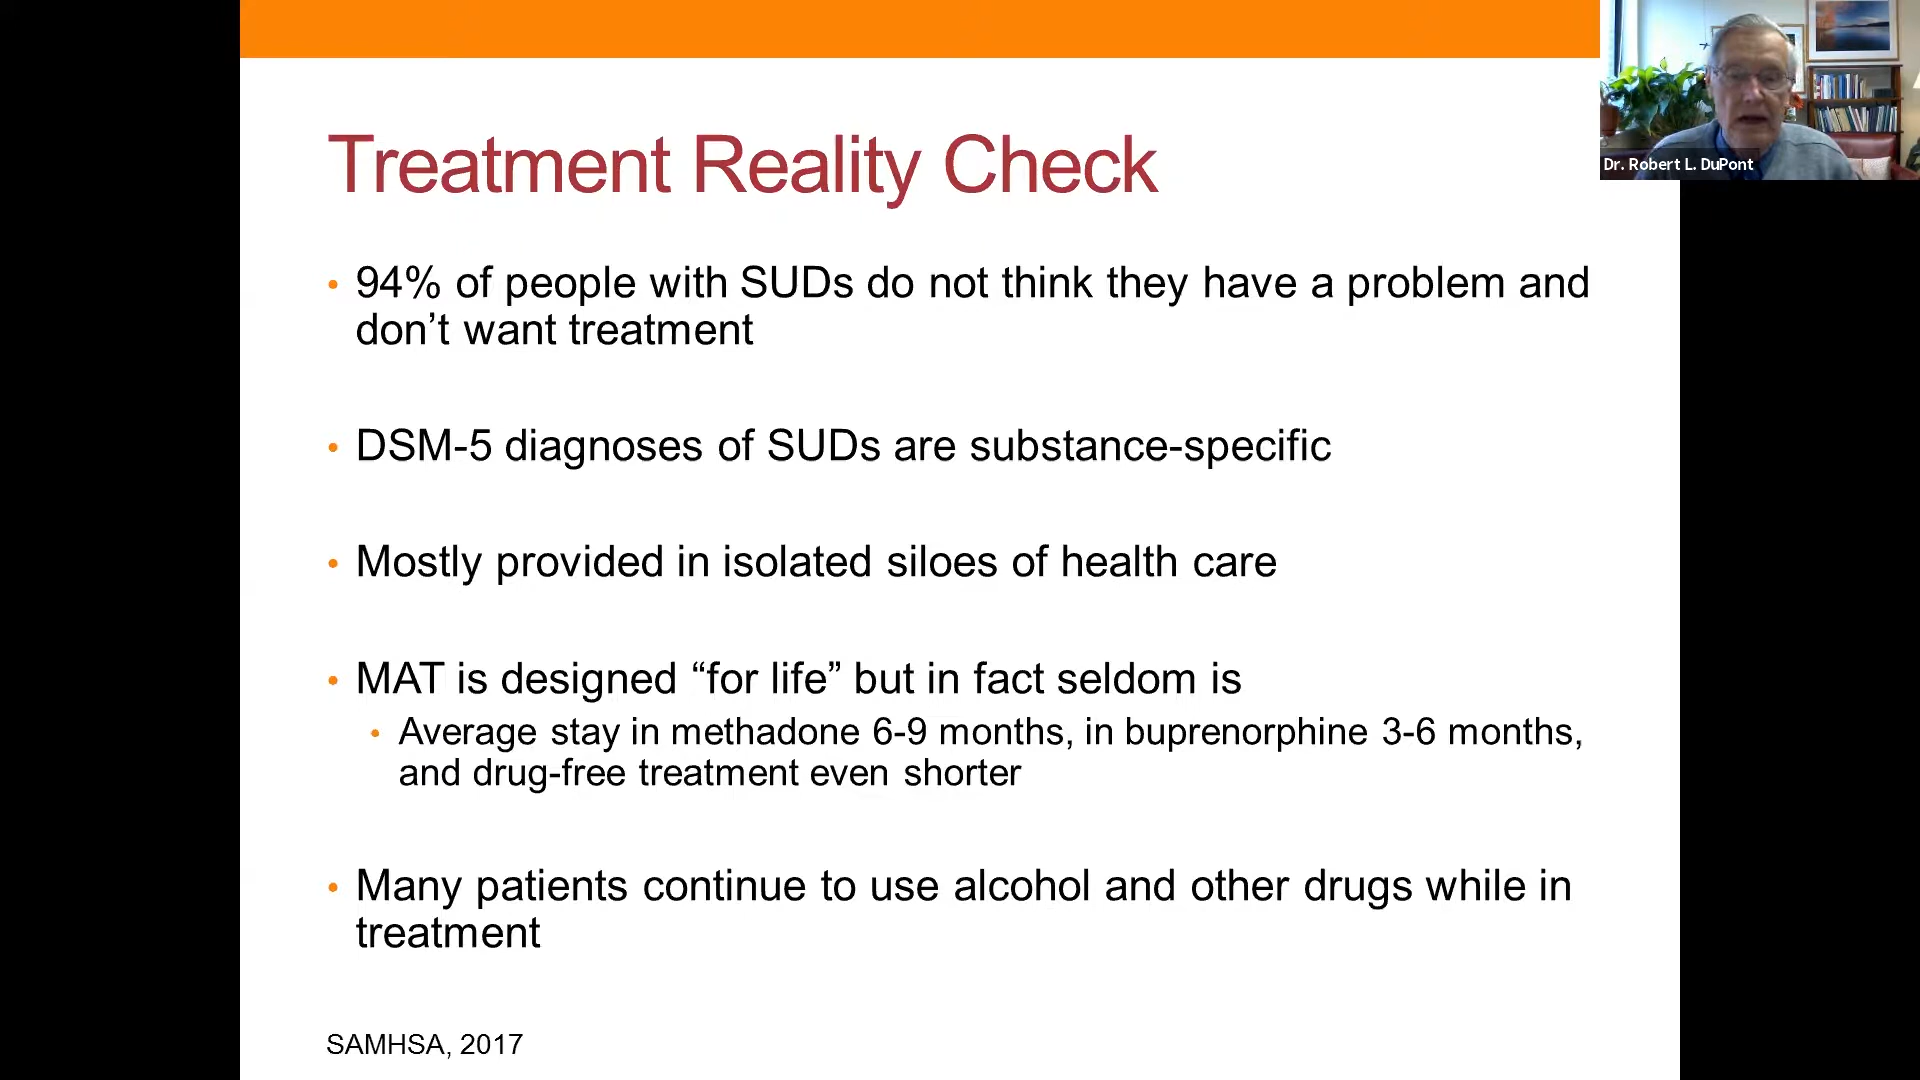 Treatment Reality Check
• 94% of people with SUDs do not think they have a problem and
don’t want treatment
• DSM-5 diagnoses of SUDs are substance-specific
• Mostly provided in isolated siloes of health care
• MAT is designed “for life” but in fact seldom is
• Average stay in methadone 6-9 months, in buprenorphine 3-6 months,
and drug-free treatment even shorter
• Many patients continue to use alcohol and other drugs while in
treatment
SAMHSA, 2017
Dr. Robert L. DuPont